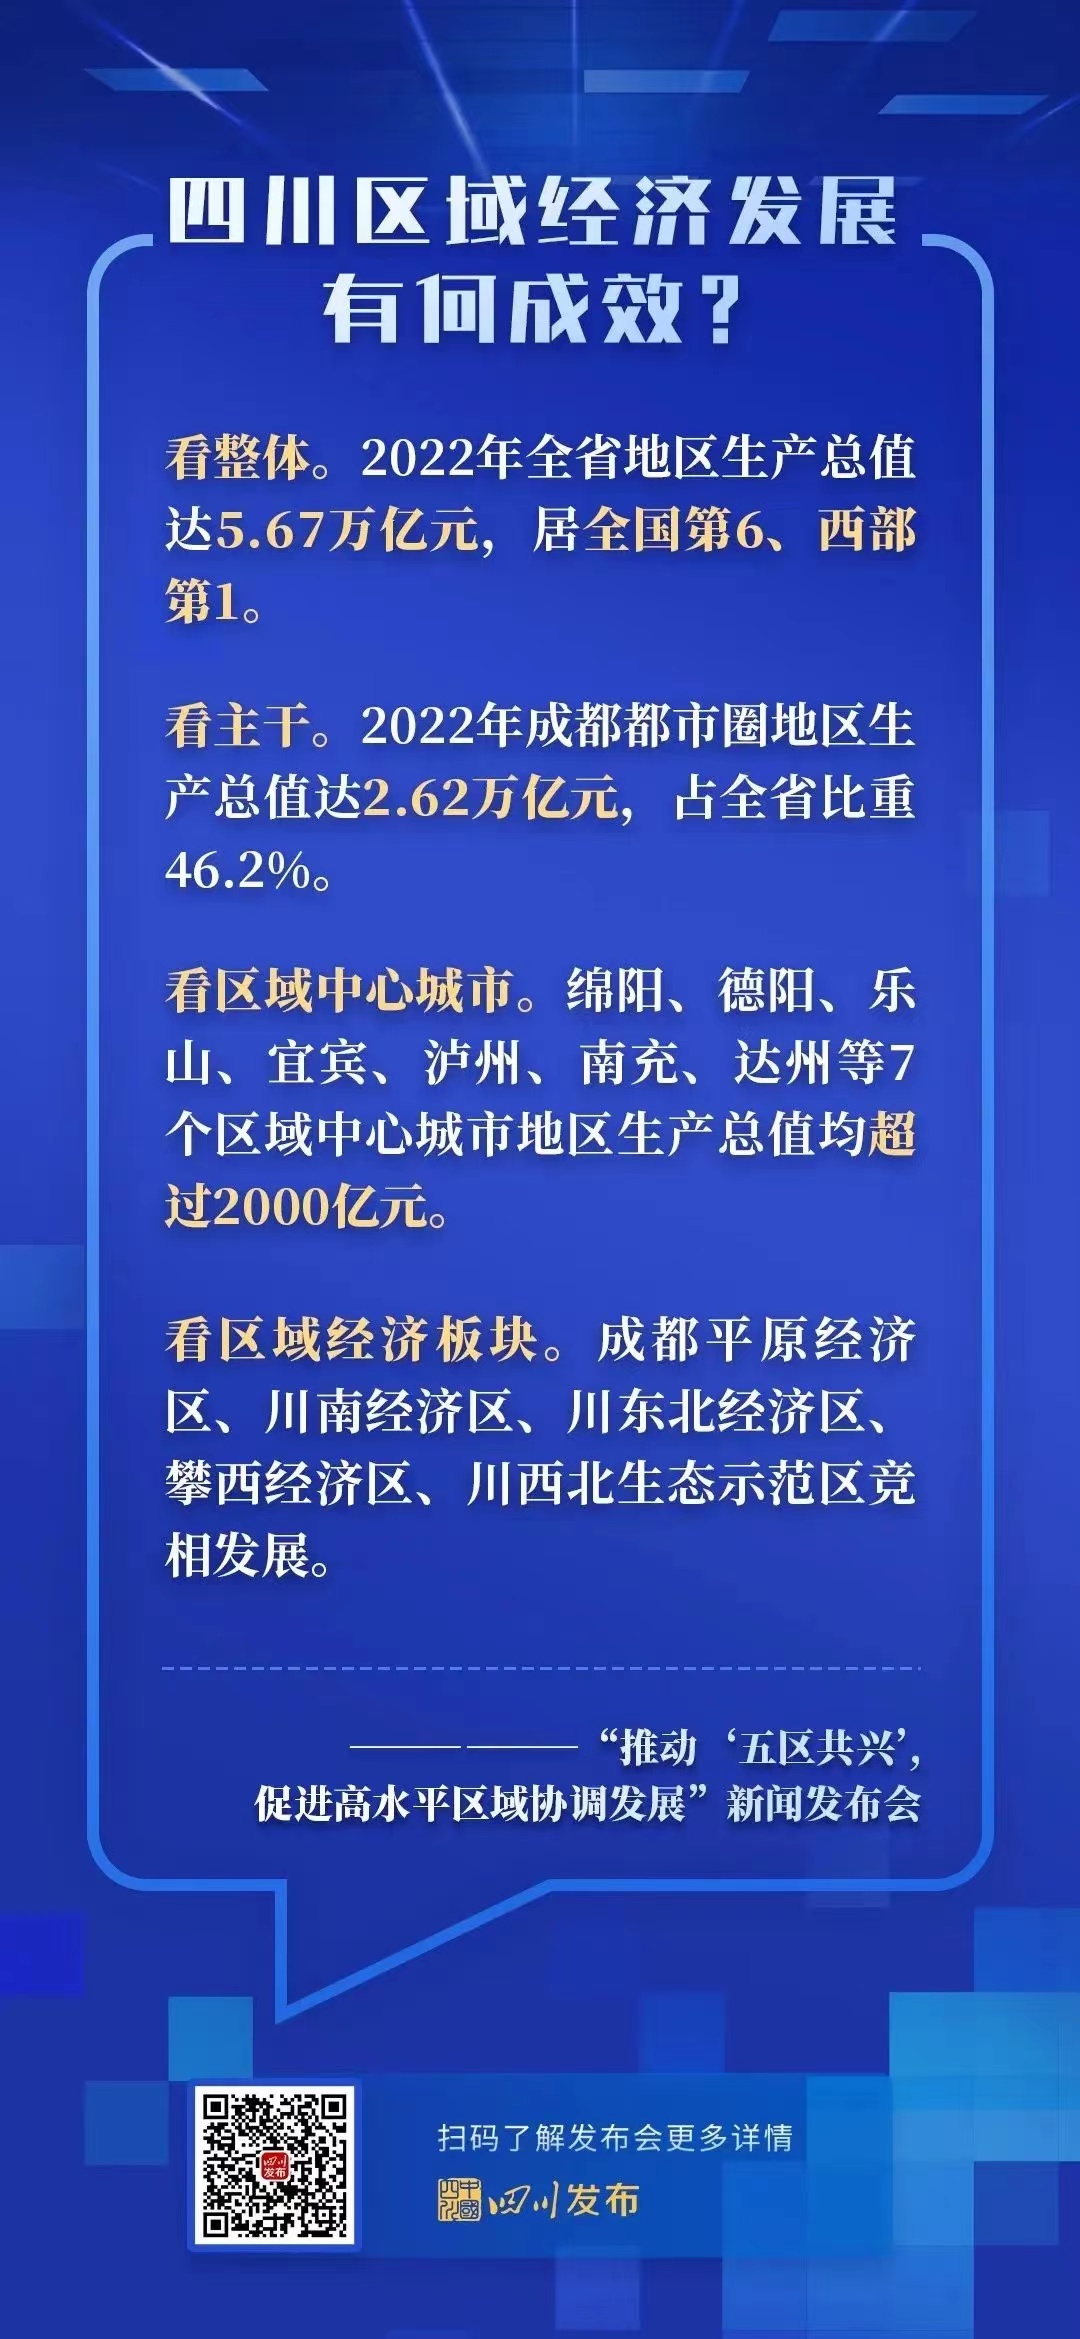 四川区域经济发展
有何成效?
看整体。2022年全省地区生产总值
达5.67万亿元，居全国第6、西部
第1。
看主干。2022年成都都市圈地区生
产总值达2.62万亿元，占全省比重
46.2%。
看区域中心城市。绵阳、德阳、乐
山、宜宾、泸州、南充、达州等7
个区域中心城市地区生产总值均超
过2000亿元。
看区域经济板块。成都平原经济
区、川南经济区、川东北经济区、
攀西经济区、川西北生态示范区竞
相发展。
——————“推动‘五区共兴’，
促进高水平区域协调发展”新闻发布会
四川
发布
扫码了解发布会更多详情
中國四川 四川发布